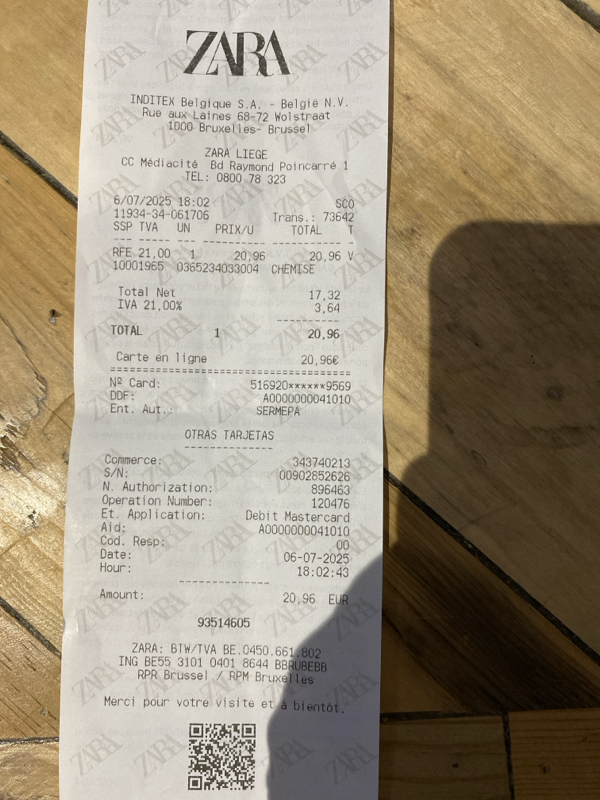 ZARA
INDITEX Belgique S.A. - België N.V.
Rue aux Laines 68-72 Wolstraat
1000 Bruxelles- Brussel
ZARA LIEGE
CC Médiacité Bd Raymond Poincarré 1
TEL: 0800 78 323
6/07/2025 18:02 SCO
11934-34-061706 Trans.: 73642
SSP TVA UN PRIX/U TOTAL T
RFE 21,00 1 20,96 20,96 V
10001965 0365234033004 CHEMISE
Total Net 17,32
IVA 21,00% 3,64
TOTAL 1 20,96
Carte en ligne 20,96€
Nº Card: 516920******9569
DDF: A0000000041010
Ent. Aut.: SERMEPA
OTRAS TARJETAS
Commerce: 343740213
S/N: 00902852626
N. Authorization: 896463
Operation Number: 120476
Et. Application: Debit Mastercard
Aid: A0000000041010
Cod. Resp: 00
Date: 06-07-2025
Hour: 18:02:43
Amount: 20,96 EUR
93514605
ZARA: BTW/TVA BE.0450.661.802
ING BE55 3101 0401 8644 BBRUBEBB
RPR Brussel / RPM Bruxelles
Merci pour votre visite et à bientôt.